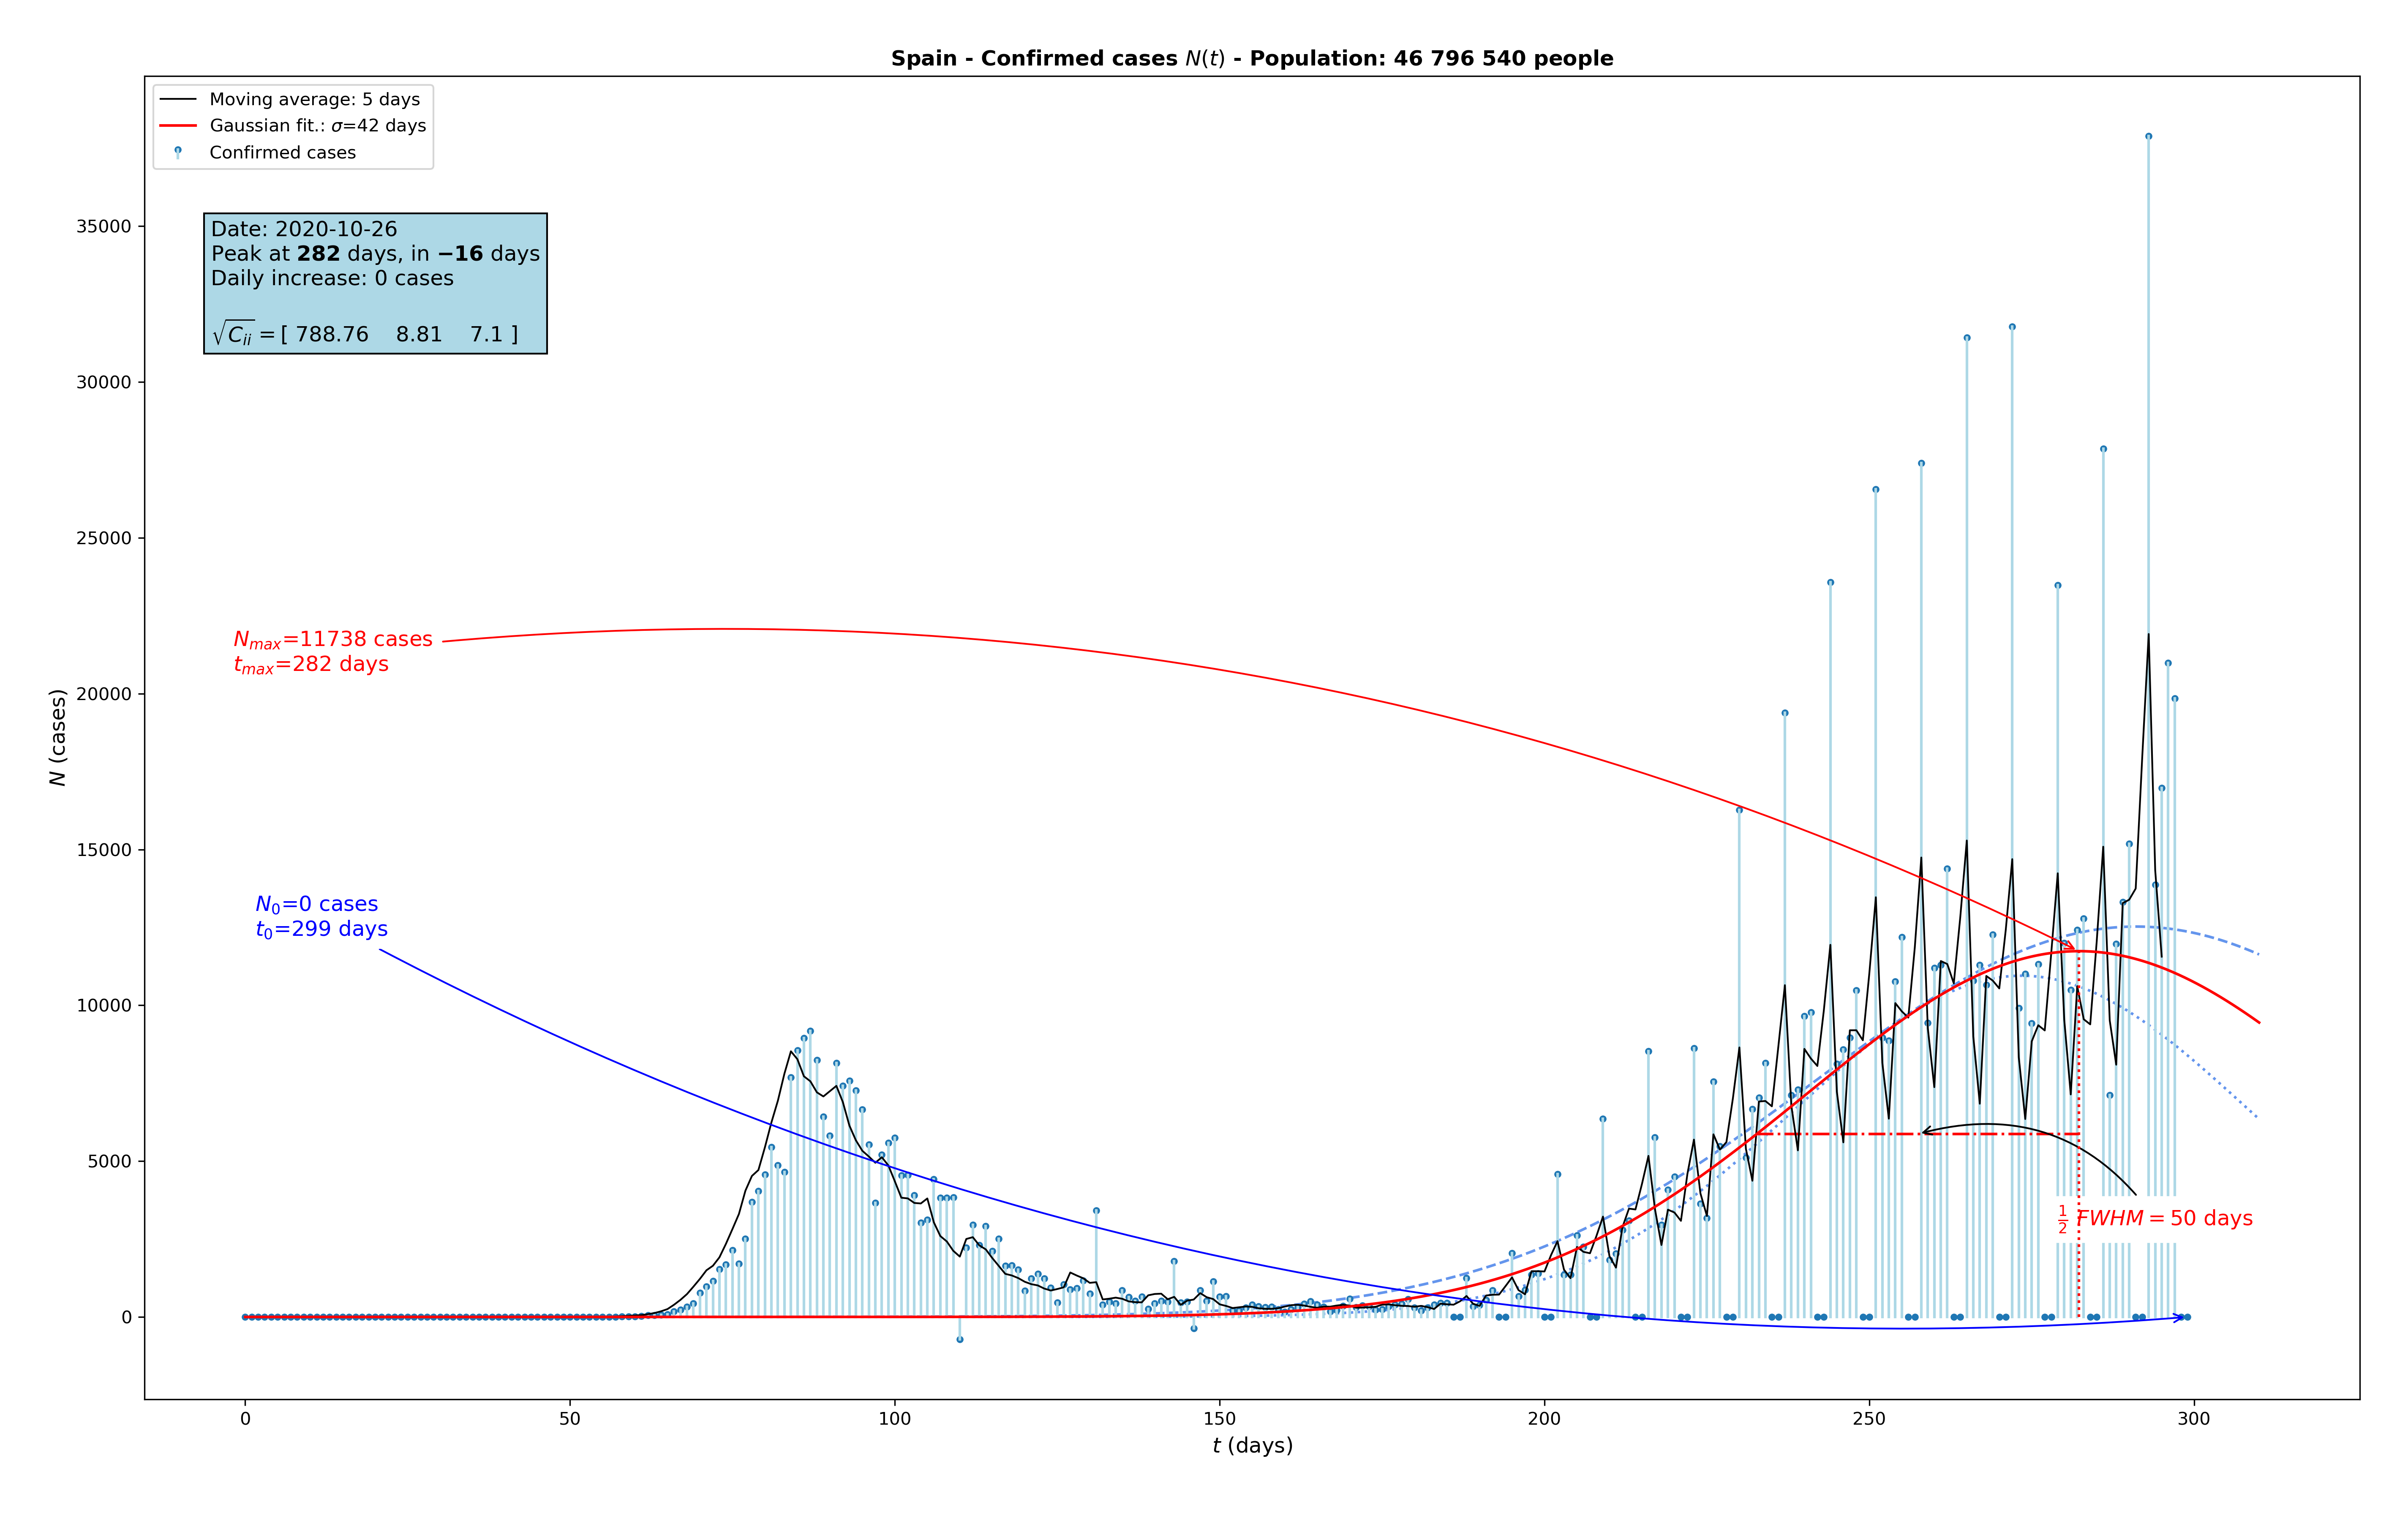 Spain - Confirmed cases N(t) - Population: 46 796 540 people
Moving average: 5 days
Gaussian fit.: σ=42 days
Confirmed cases
Date: 2020-10-26
Peak at 282 days, in −16 days
Daily increase: 0 cases
√C_ii = [ 788.76 8.81 7.1 ]
N_max=11738 cases
t_max=282 days
N_0=0 cases
t_0=299 days
½ FWHM = 50 days
N (cases)
35000
30000
25000
20000
15000
10000
5000
0
0 50 100 150 200 250 300
t (days)